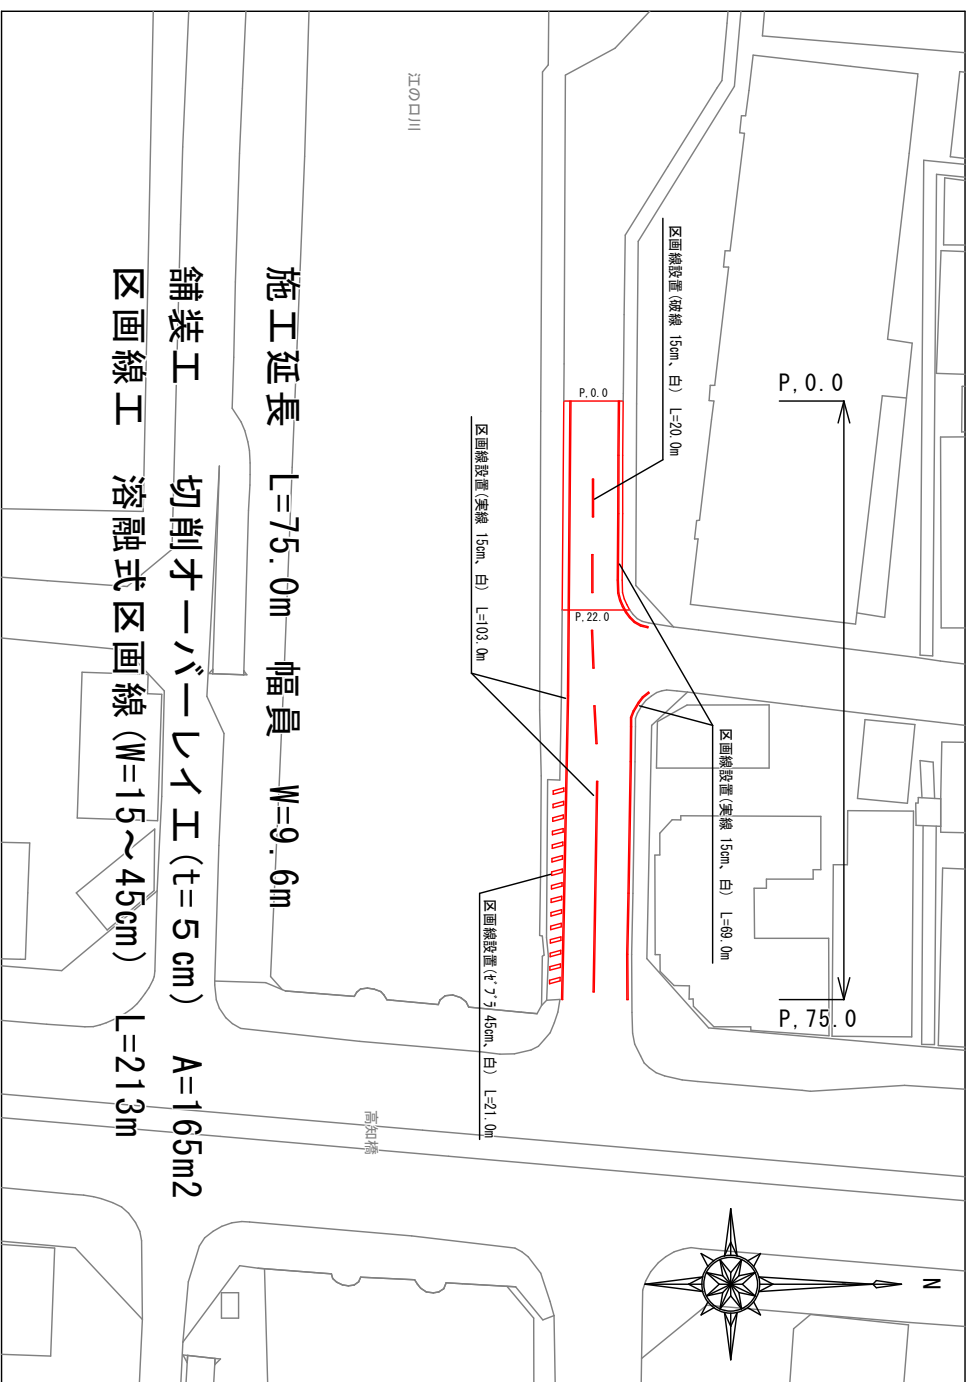 施工延長　L=75.0m　幅員　W=9.6m
舗装工　切削オーバーレイ工(t=5cm)　A=165m2
区画線工　溶融式区画線(W=15～45cm)　L=213m
江の口川
高知橋
区画線設置(破線 15cm、白) L=20.0m
区画線設置(実線 15cm、白) L=103.0m
区画線設置(実線 15cm、白) L=69.0m
区画線設置(ｾﾞﾌﾞﾗ 45cm、白) L=21.0m
P,0.0
P,22.0
P,0.0
P,75.0
N